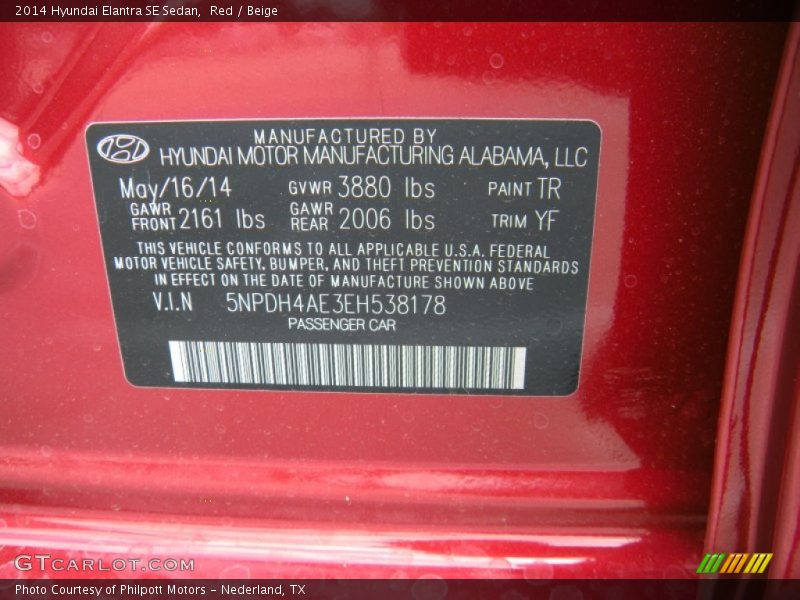 2014 Hyundai Elantra SE Sedan,  Red / Beige
MANUFACTURED BY
HYUNDAI MOTOR MANUFACTURING ALABAMA, LLC
May/16/14 GVWR 3880 lbs PAINT TR
GAWR FRONT 2161 lbs GAWR REAR 2006 lbs TRIM YF
THIS VEHICLE CONFORMS TO ALL APPLICABLE U.S.A. FEDERAL
MOTOR VEHICLE SAFETY, BUMPER, AND THEFT PREVENTION STANDARDS
IN EFFECT ON THE DATE OF MANUFACTURE SHOWN ABOVE
V.I.N 5NPDH4AE3EH538178
PASSENGER CAR
GTCARLOT.COM
Photo Courtesy of Philpott Motors - Nederland, TX